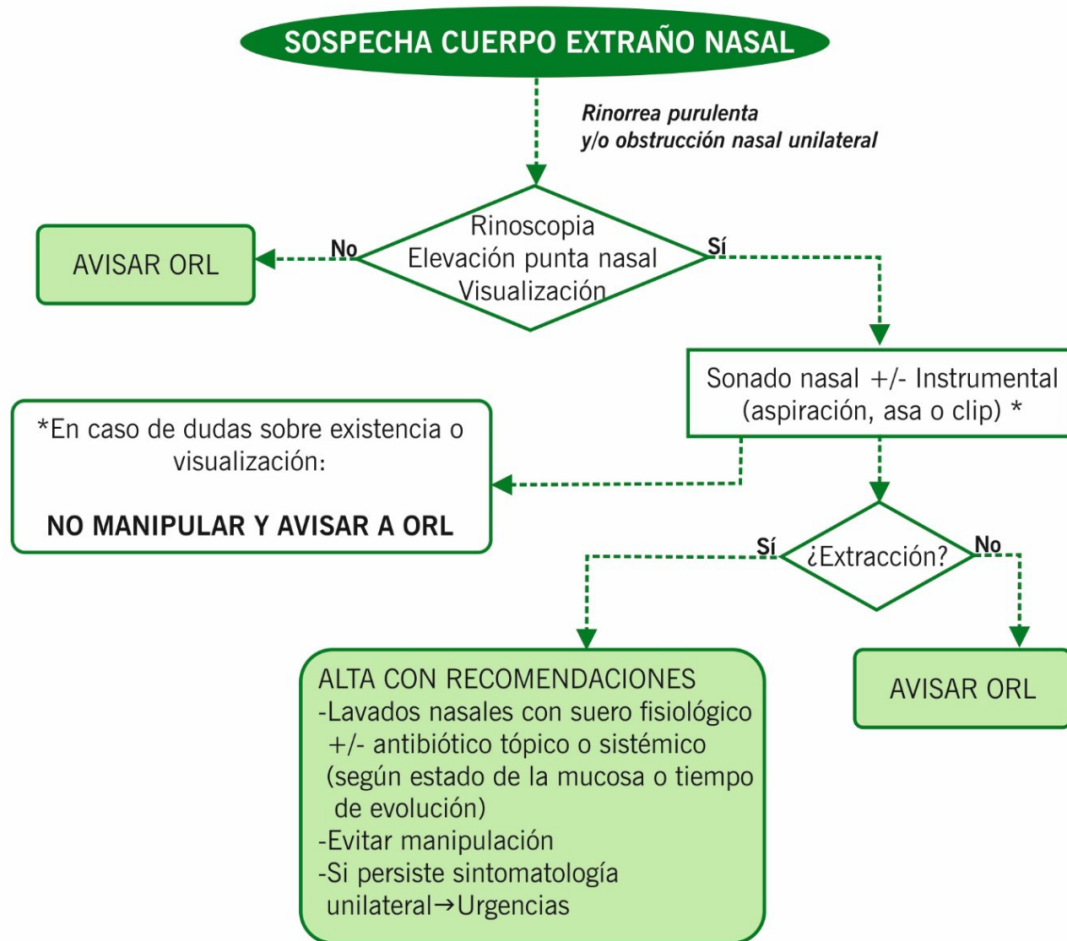 SOSPECHA CUERPO EXTRAÑO NASAL
Rinorrea purulenta
y/o obstrucción nasal unilateral
Rinoscopia
Elevación punta nasal
Visualización
No
Sí
AVISAR ORL
Sonado nasal +/- Instrumental
(aspiración, asa o clip) *
*En caso de dudas sobre existencia o
visualización:
NO MANIPULAR Y AVISAR A ORL
¿Extracción?
Sí
No
ALTA CON RECOMENDACIONES
-Lavados nasales con suero fisiológico
+/- antibiótico tópico o sistémico
(según estado de la mucosa o tiempo
de evolución)
-Evitar manipulación
-Si persiste sintomatología
unilateral→Urgencias
AVISAR ORL